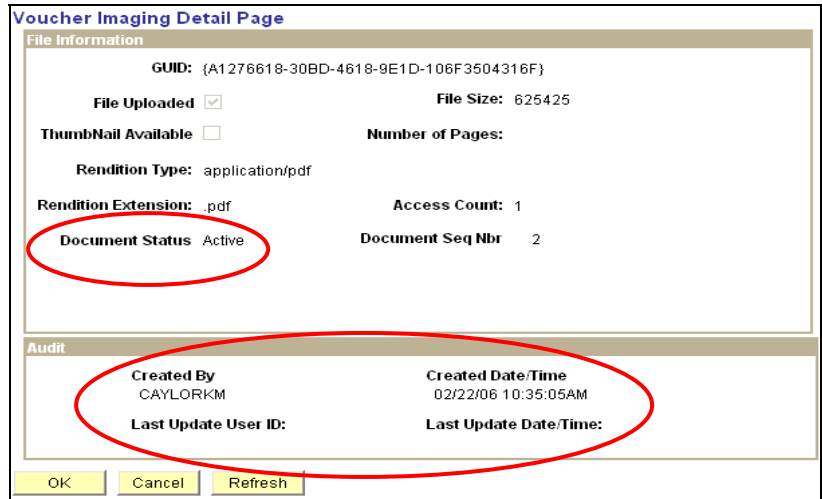 Voucher Imaging Detail Page
File Information
GUID: {A1276618-30BD-4618-9E1D-106F3504316F}
File Uploaded File Size: 625425
ThumbNail Available Number of Pages:
Rendition Type: application/pdf
Rendition Extension: .pdf Access Count: 1
Document Status Active Document Seq Nbr 2
Audit
Created By Created Date/Time
CAYLORKM 02/22/06 10:35:05AM
Last Update User ID: Last Update Date/Time:
OK Cancel Refresh